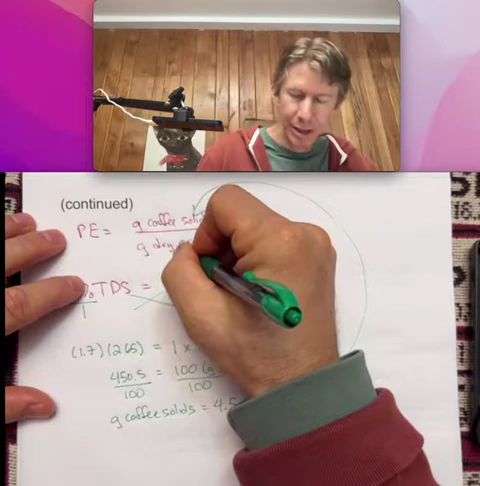 (continued)
PE = g coffee solids
g dry
% TDS =
1
(1.7)(265) = 1 x
450.5 = 100 (g
100 100
g coffee solids = 4.5